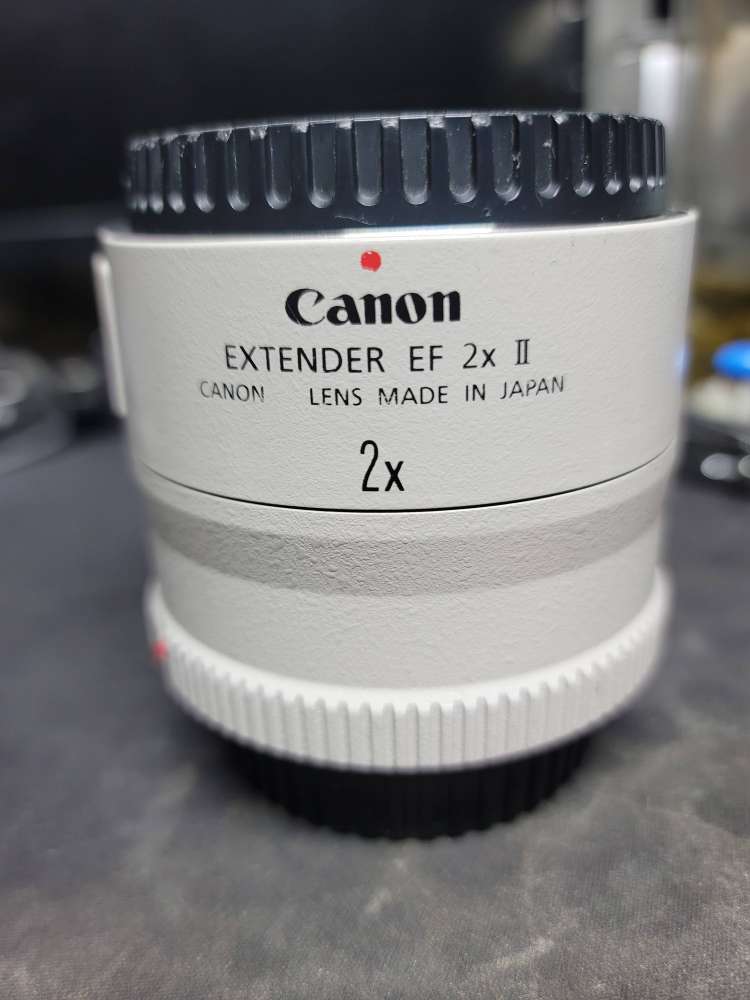 Canon
EXTENDER EF 2x II
CANON LENS MADE IN JAPAN
2x